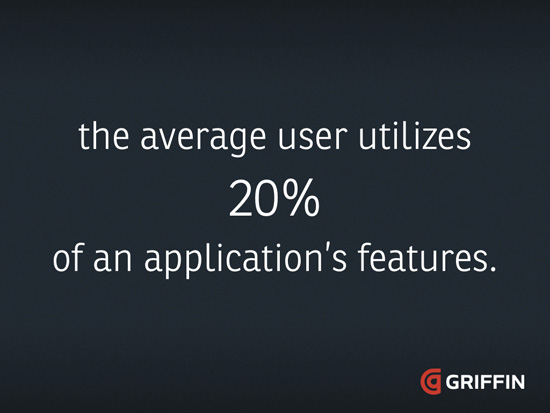 the average user utilizes
20%
of an application's features.
GRIFFIN